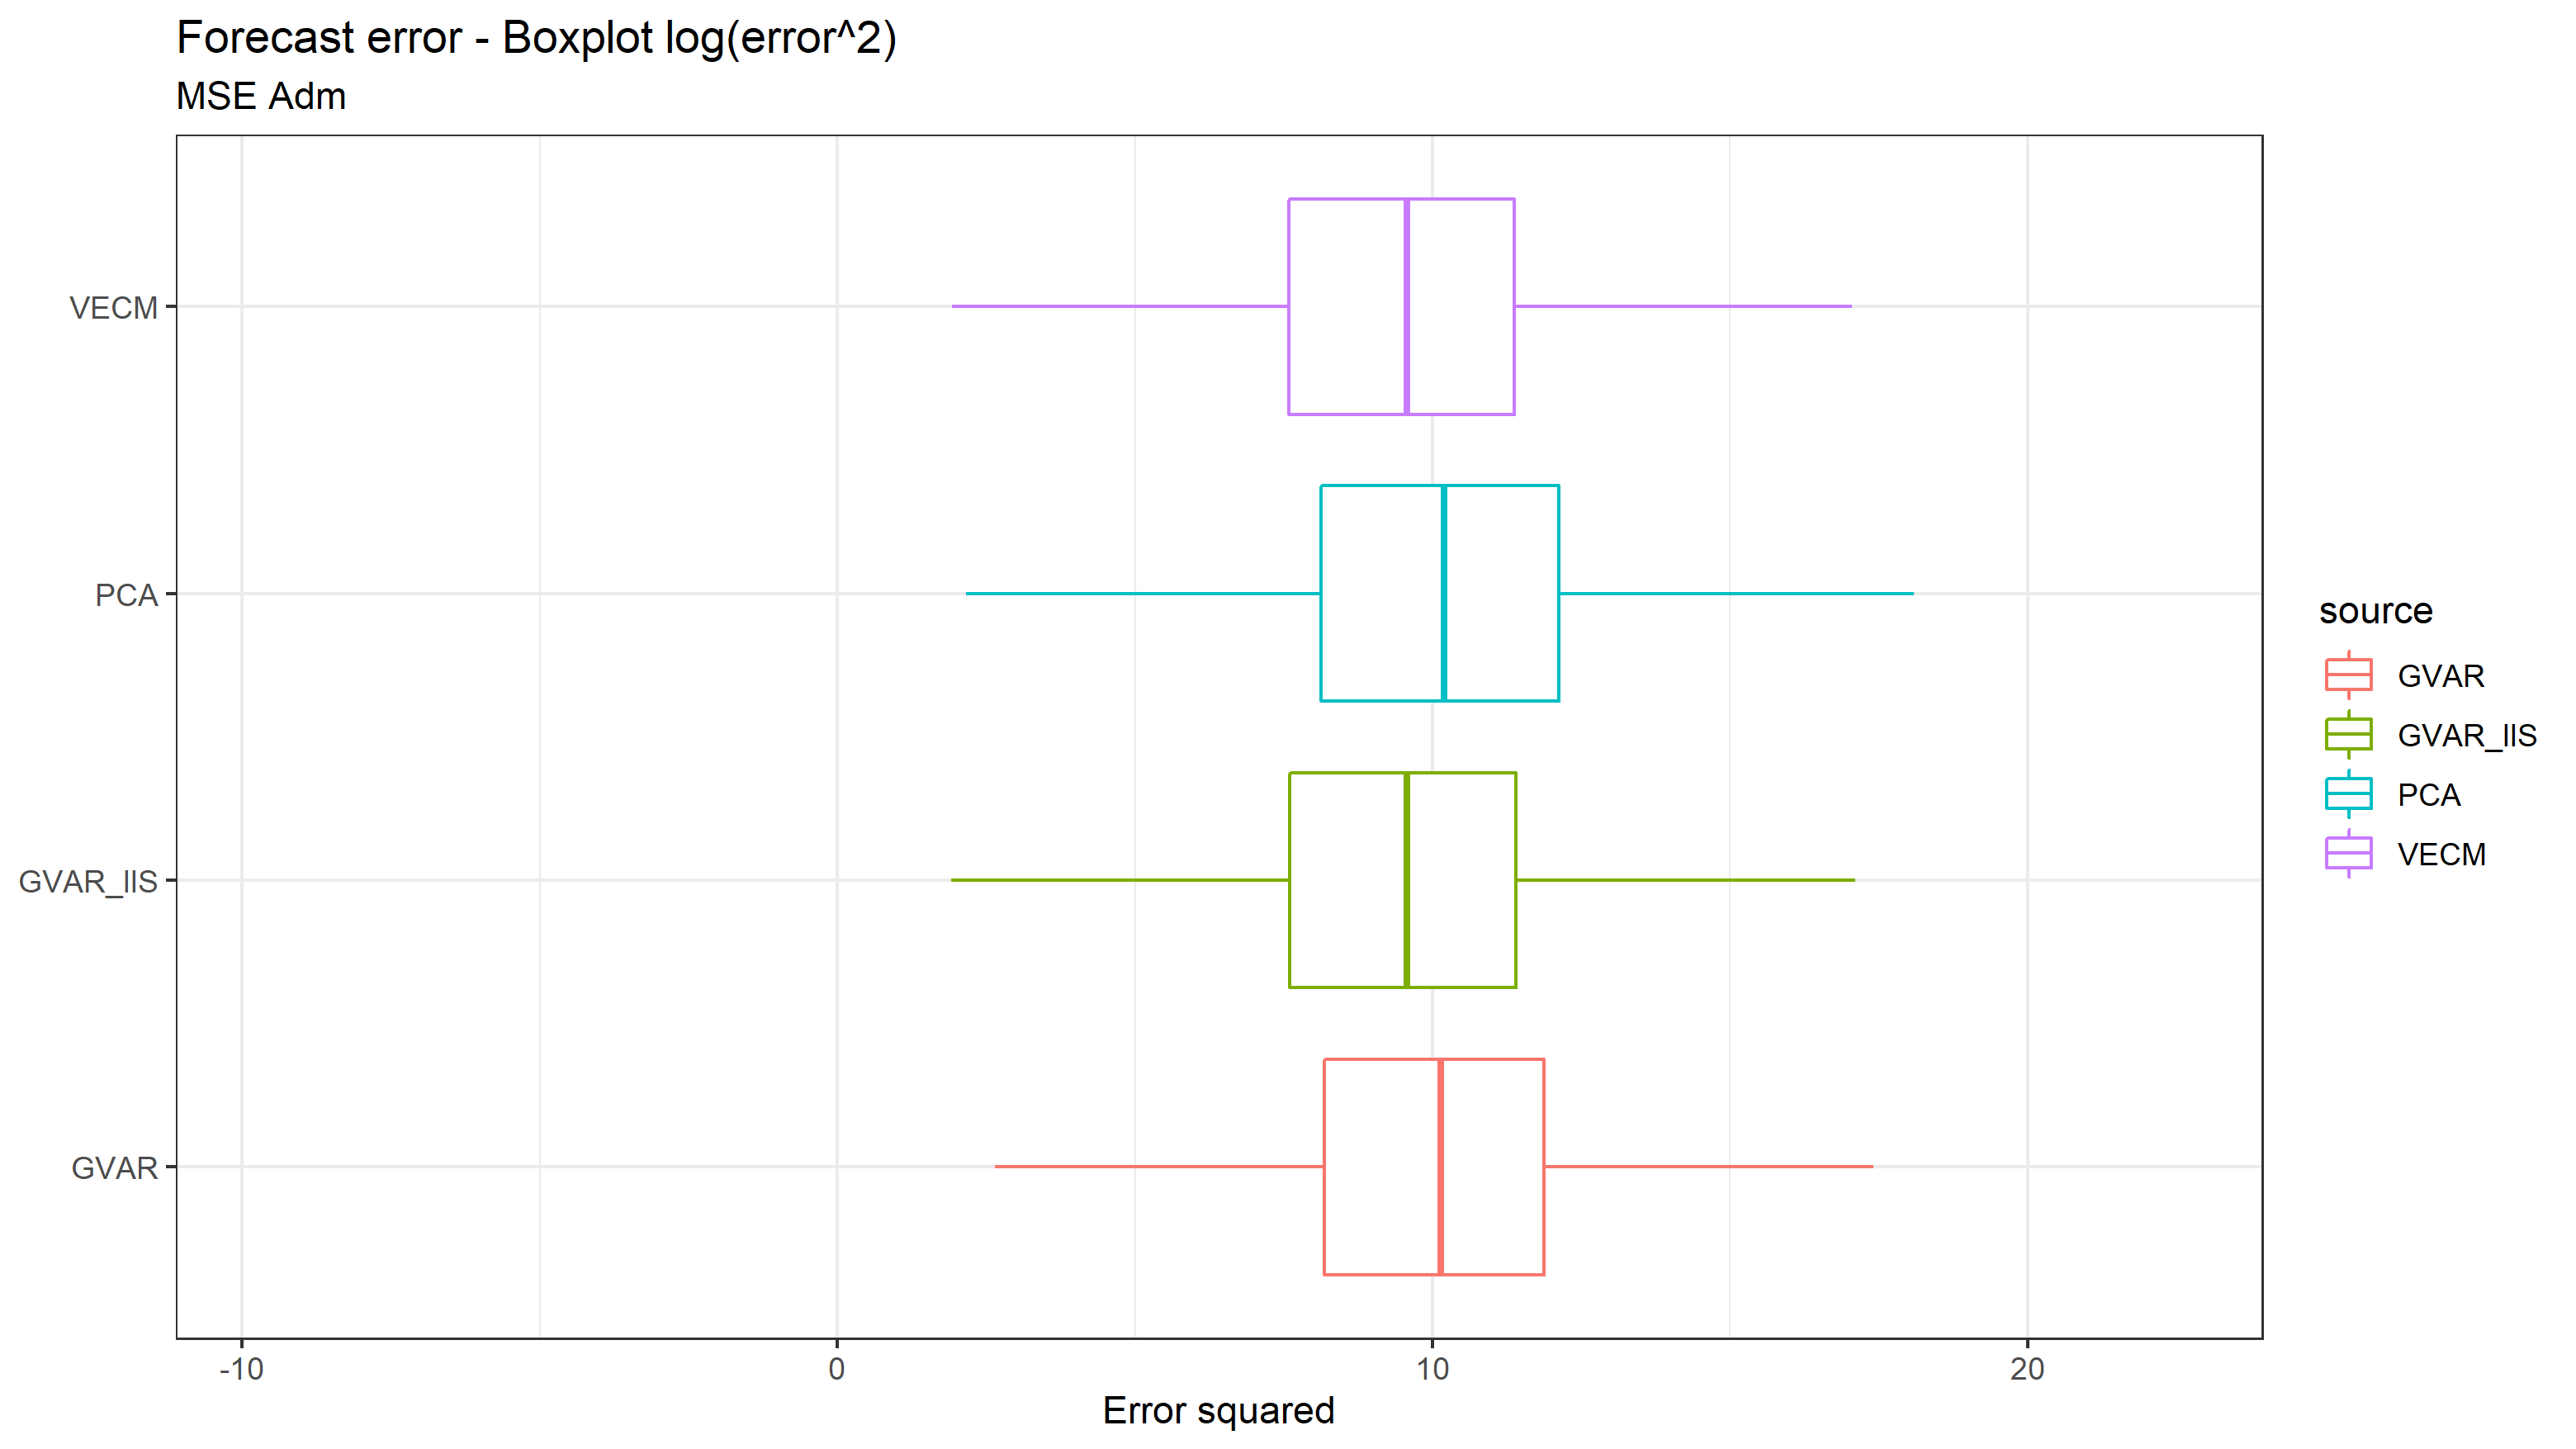 Forecast error - Boxplot log(error^2)
MSE Adm
VECM
PCA
GVAR_IIS
GVAR
-10
0
10
20
Error squared
source
GVAR
GVAR_IIS
PCA
VECM